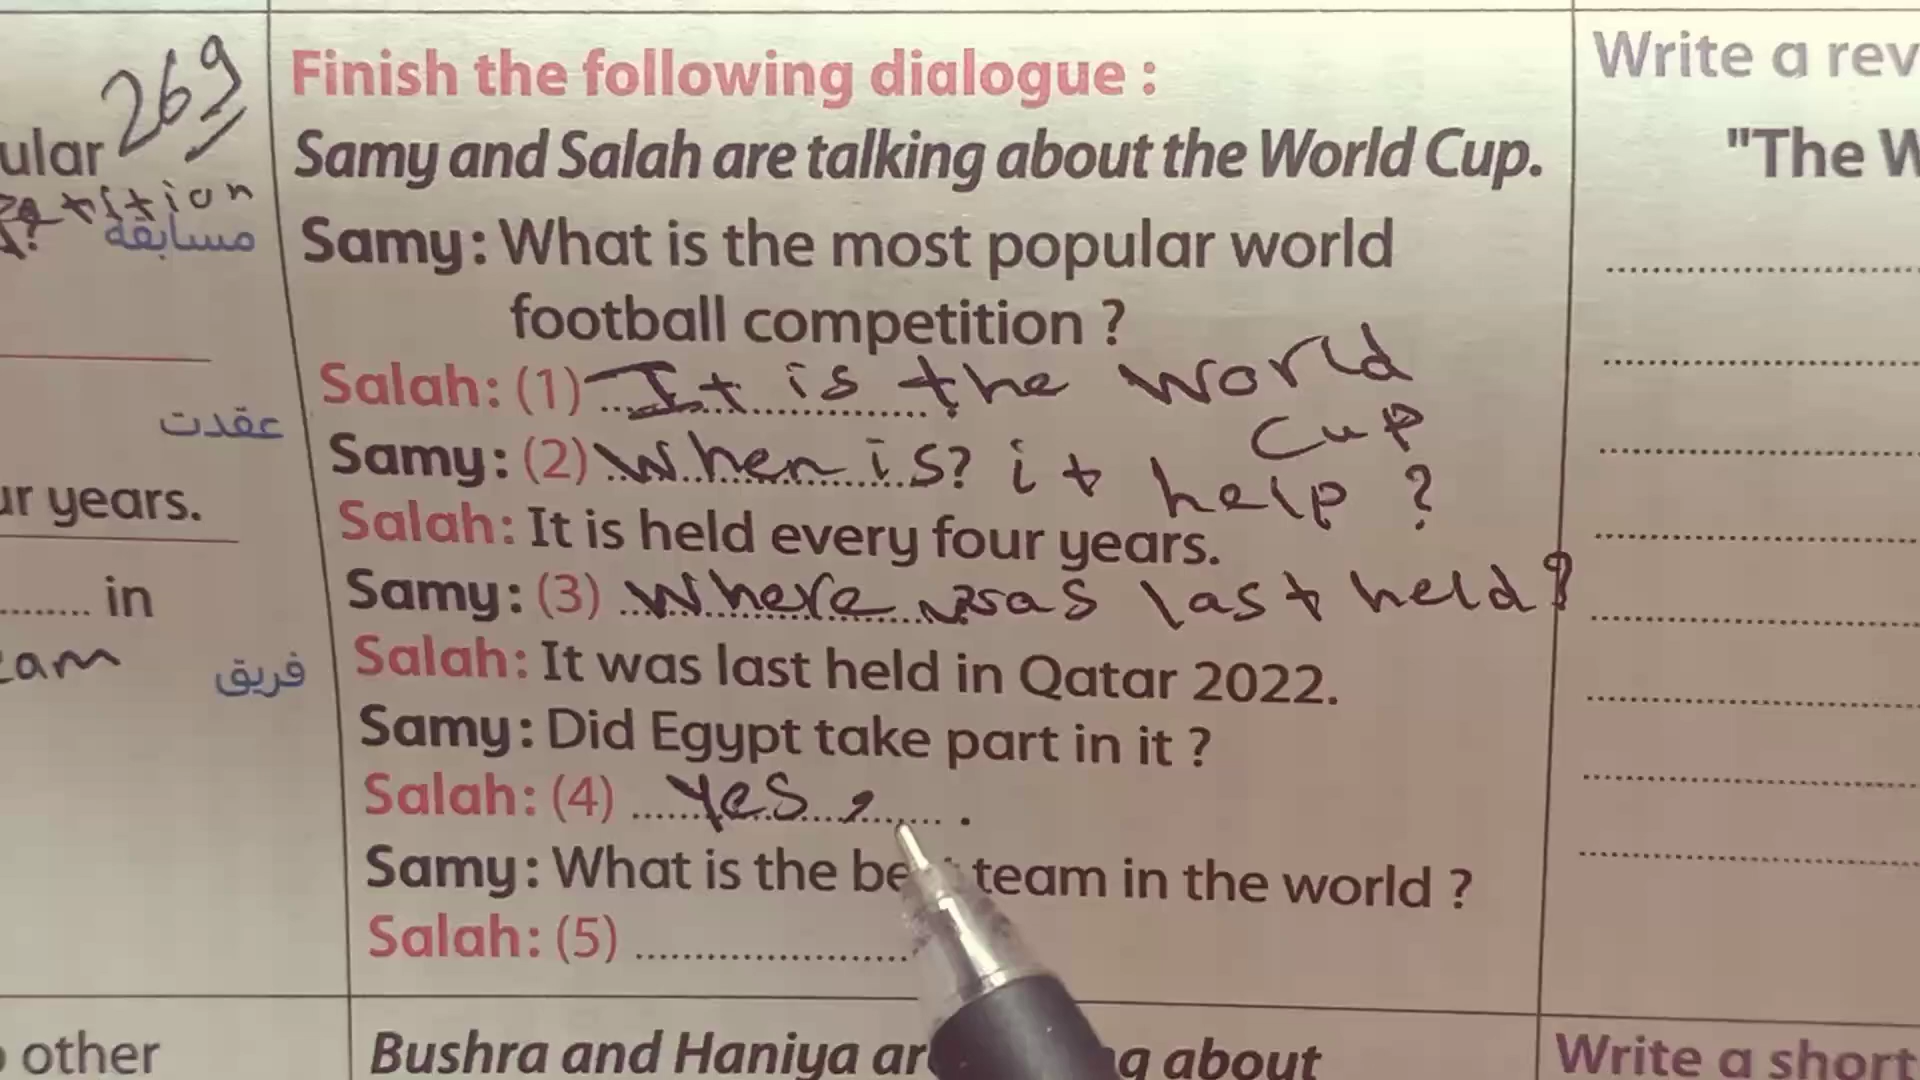 269
ular
مسابقة
عقدت
ur years.
in
eam فريق
other
Finish the following dialogue :
Samy and Salah are talking about the World Cup.
Samy: What is the most popular world
football competition ?
Salah: (1) It is the world
cup
Samy: (2) When is? it help ?
Salah: It is held every four years.
Samy: (3) Where was last held?
Salah: It was last held in Qatar 2022.
Samy: Did Egypt take part in it ?
Salah: (4) Yes, .
Samy: What is the be team in the world ?
Salah: (5)
Bushra and Haniya ar g about
Write a rev
"The W
Write a short